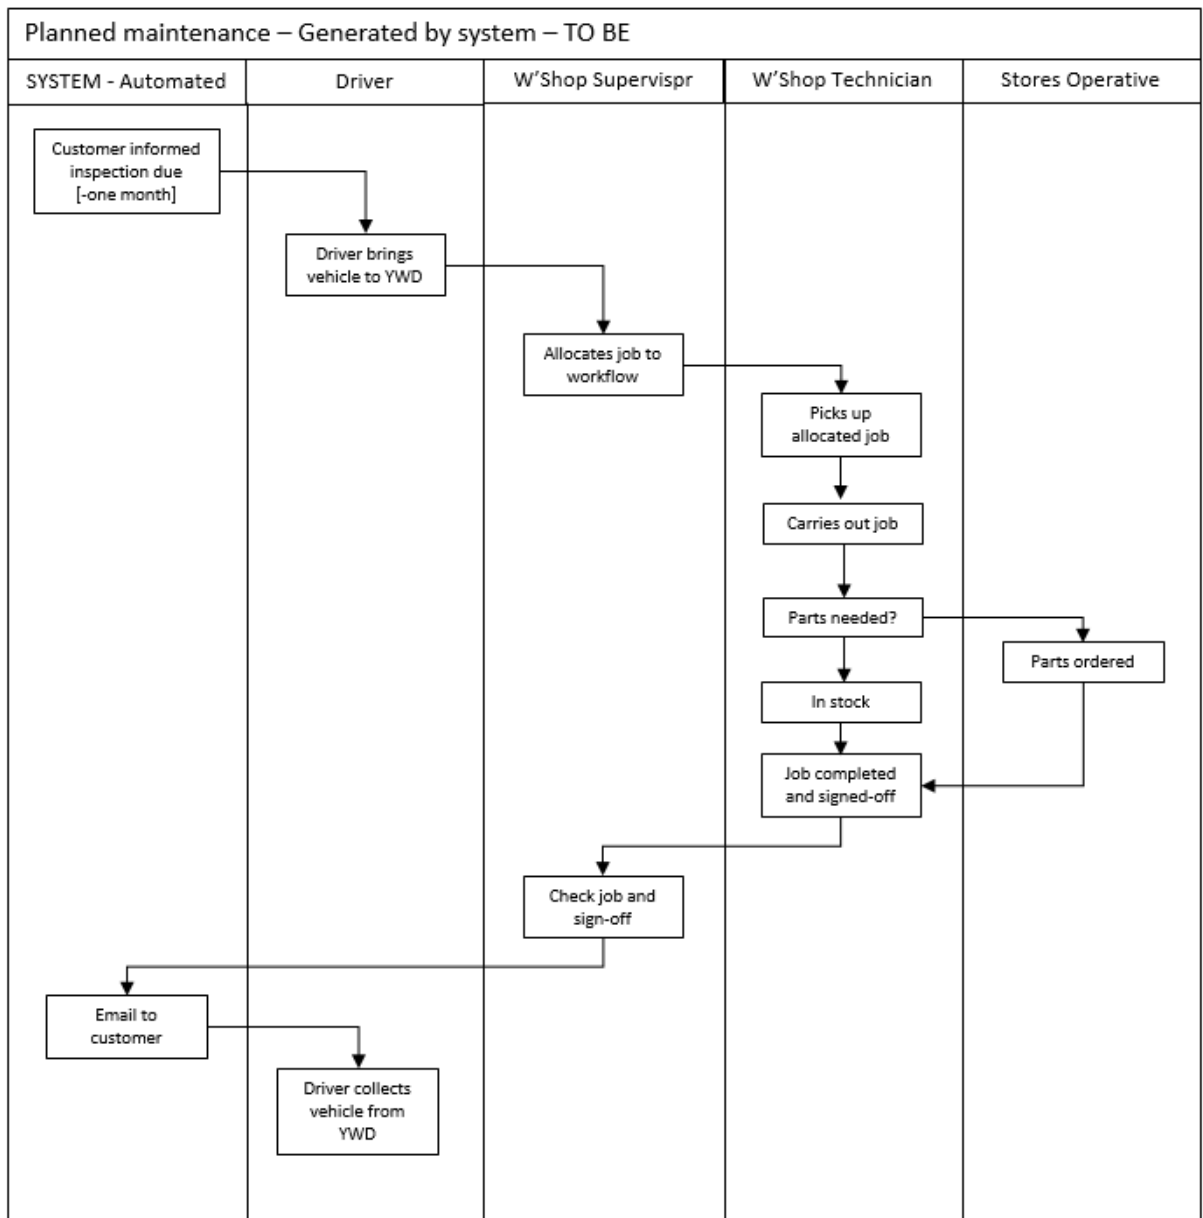 Planned maintenance – Generated by system – TO BE
SYSTEM - Automated
Driver
W'Shop Supervispr
W'Shop Technician
Stores Operative
Customer informed
inspection due
[-one month]
Driver brings
vehicle to YWD
Allocates job to
workflow
Picks up
allocated job
Carries out job
Parts needed?
Parts ordered
In stock
Job completed
and signed-off
Check job and
sign-off
Email to
customer
Driver collects
vehicle from
YWD